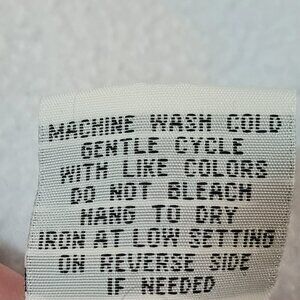 MACHINE WASH COLD
GENTLE CYCLE
WITH LIKE COLORS
DO NOT BLEACH
HANG TO DRY
IRON AT LOW SETTING
ON REVERSE SIDE
IF NEEDED